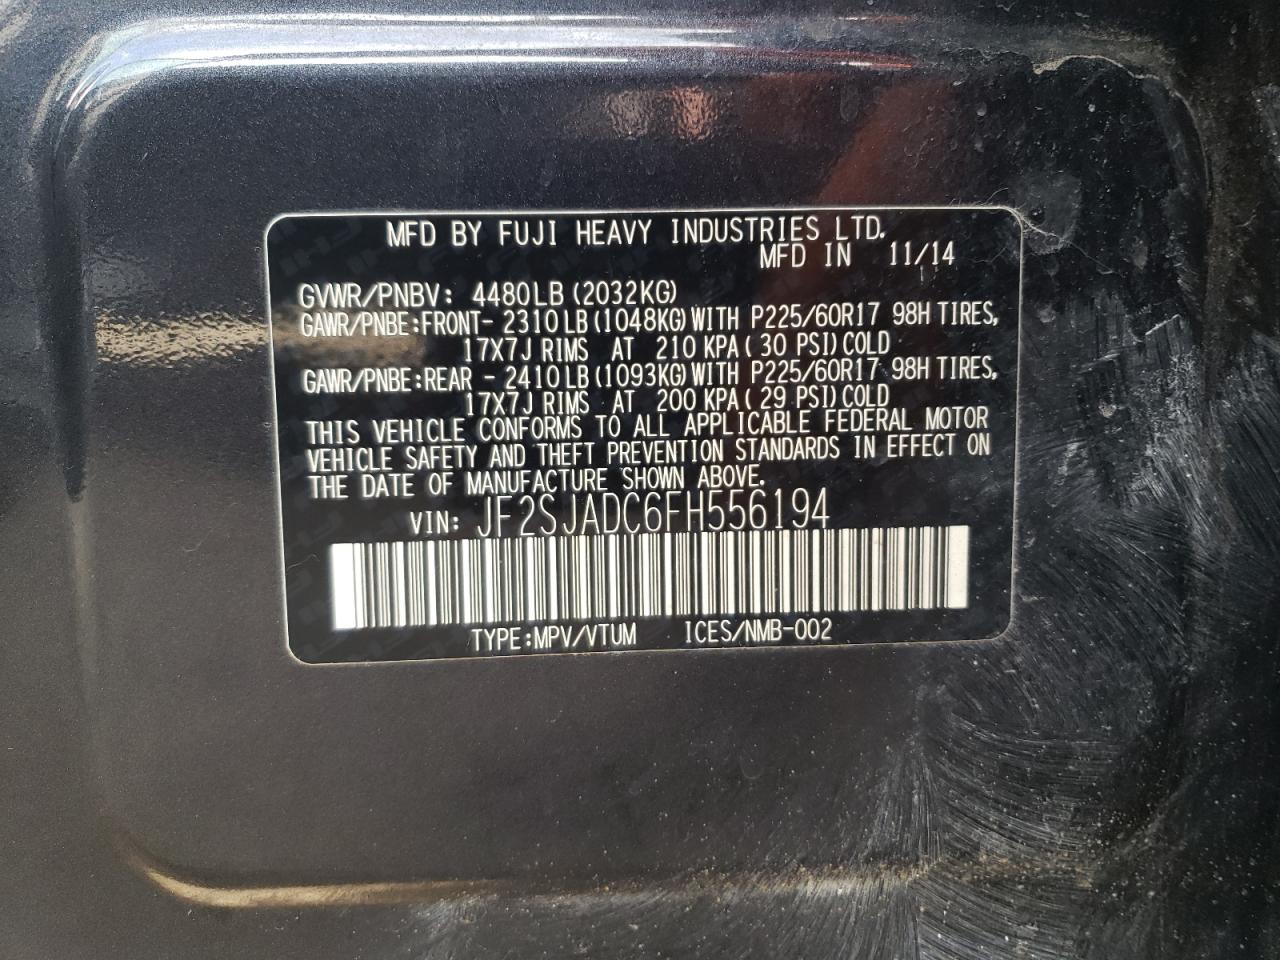 MFD BY FUJI HEAVY INDUSTRIES LTD.
MFD IN 11/14
GVWR/PNBV: 4480LB (2032KG)
GAWR/PNBE:FRONT- 2310LB (1048KG) WITH P225/60R17 98H TIRES,
17X7J RIMS AT 210 KPA (30 PSI) COLD
GAWR/PNBE:REAR - 2410LB (1093KG) WITH P225/60R17 98H TIRES,
17X7J RIMS AT 200 KPA (29 PSI) COLD
THIS VEHICLE CONFORMS TO ALL APPLICABLE FEDERAL MOTOR
VEHICLE SAFETY AND THEFT PREVENTION STANDARDS IN EFFECT ON
THE DATE OF MANUFACTURE SHOWN ABOVE.
VIN: JF2SJADC6FH556194
TYPE:MPV/VTUM ICES/NMB-002